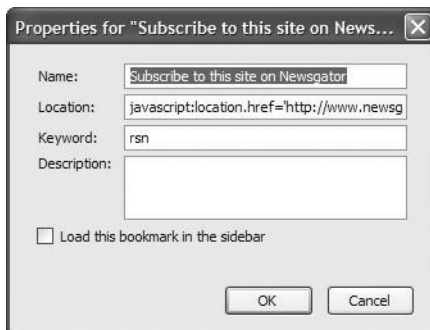 Properties for "Subscribe to this site on News...
Name: Subscribe to this site on Newsgator
Location: javascript:location.href='http://www.newsg
Keyword: rsn
Description:
Load this bookmark in the sidebar
OK Cancel